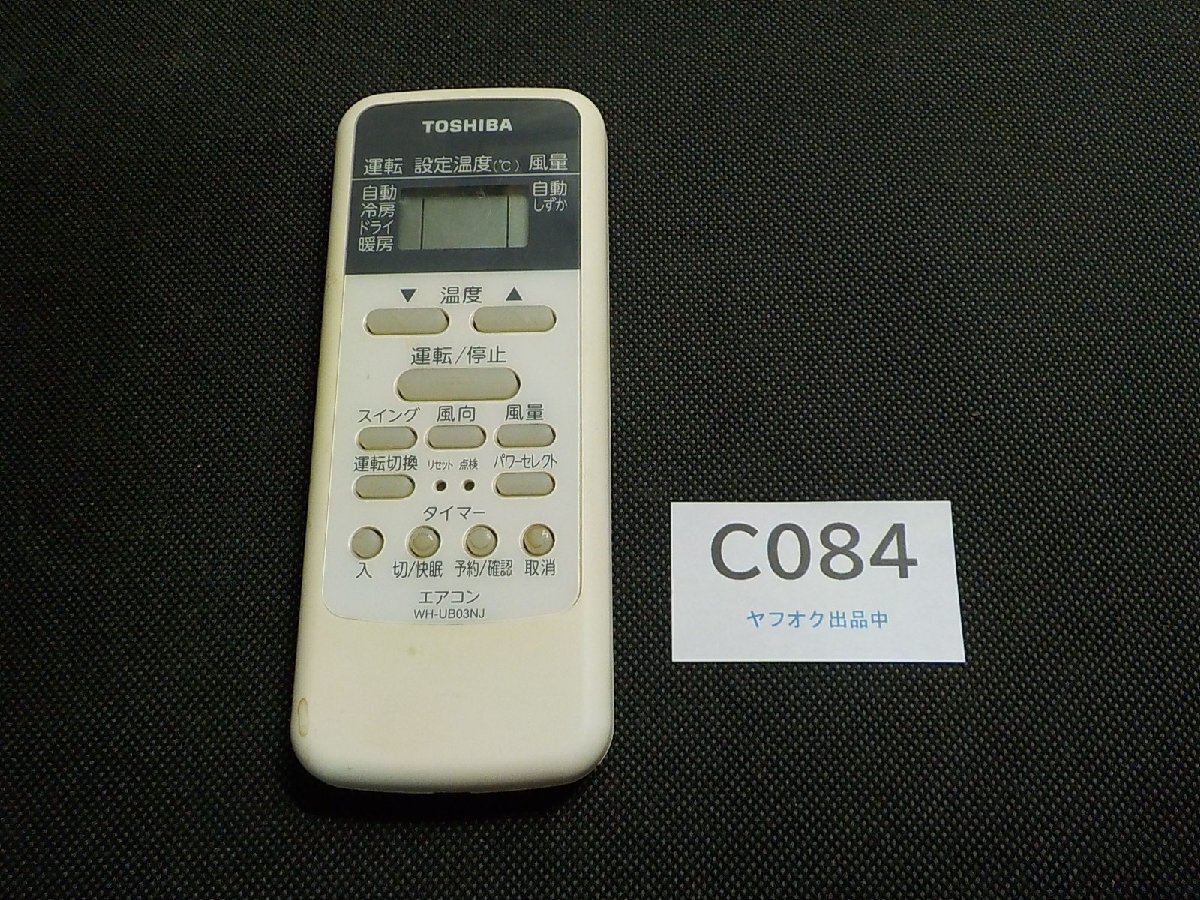 TOSHIBA
運転 設定温度(℃) 風量
自動 自動
冷房 しずか
ドライ
暖房
▼ 温度 ▲
運転/停止
スイング 風向 風量
運転切換 リセット 点検 パワーセレクト
タイマー
入 切/快眠 予約/確認 取消
エアコン
WH-UB03NJ
C084
ヤフオク出品中